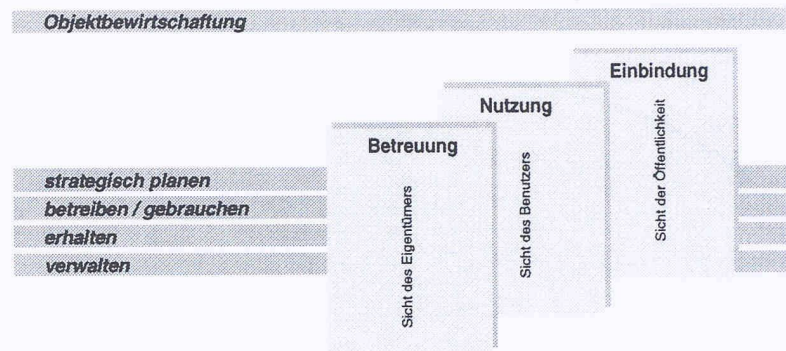 Objektbewirtschaftung
Einbindung
Sicht der Öffentlichkeit
Nutzung
Sicht des Benutzers
Betreuung
Sicht des Eigentümers
strategisch planen
betreiben / gebrauchen
erhalten
verwalten